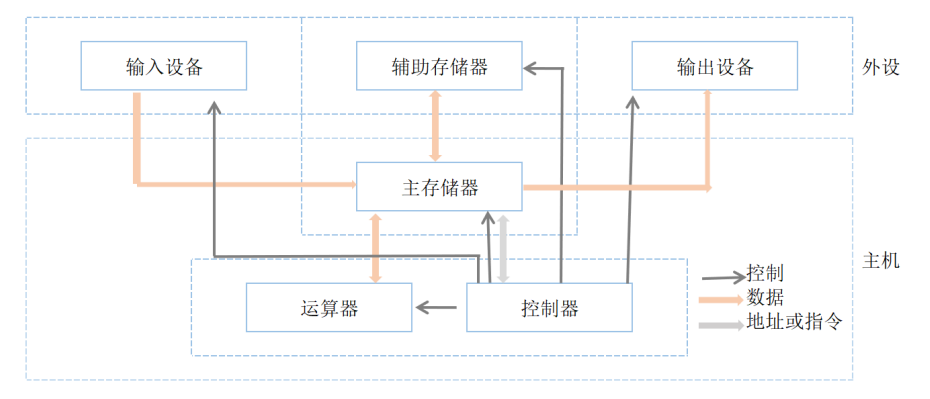 输入设备
辅助存储器
输出设备
外设
主存储器
主机
控制
数据
地址或指令
运算器
控制器